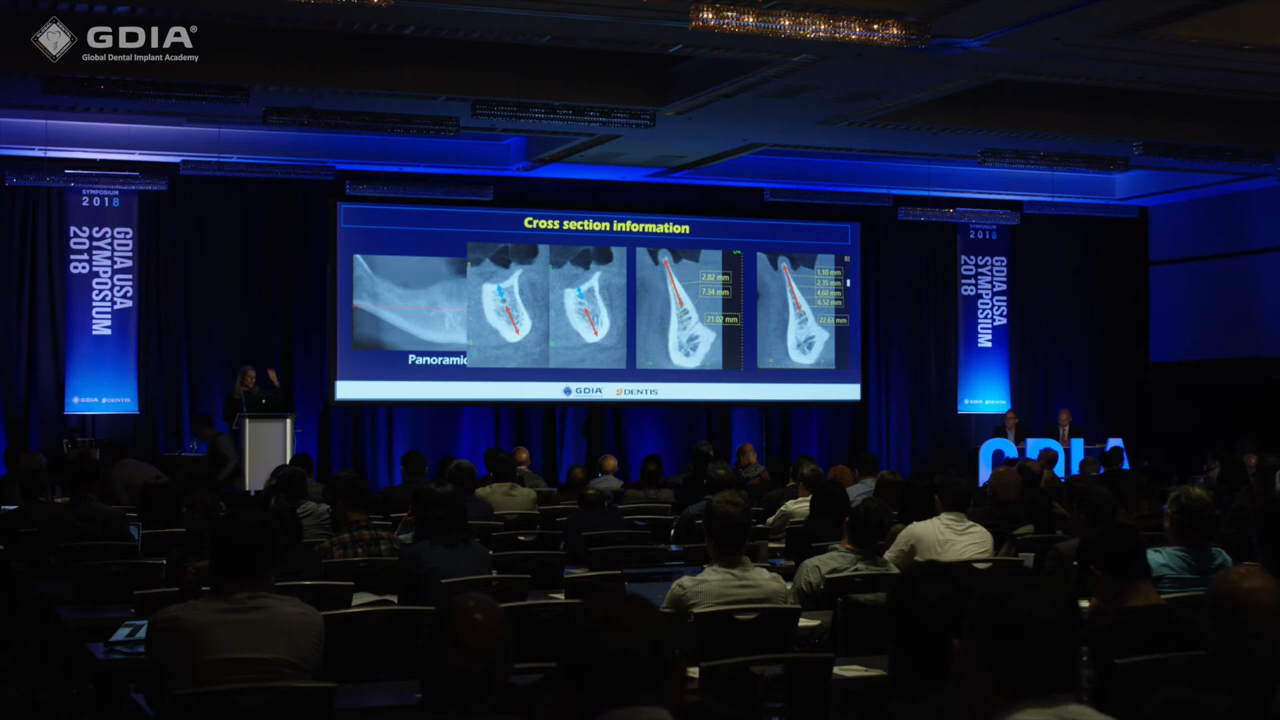 GDIA®
Global Dental Implant Academy
SYMPOSIUM
2018
GDIA USA
SYMPOSIUM
2018
GDIA DENTIS
Cross section information
2.82 mm
7.34 mm
21.02 mm
1.10 mm
2.35 mm
4.60 mm
6.52 mm
22.63 mm
Panoramic
GDIA DENTIS
SYMPOSIUM
2018
GDIA USA
SYMPOSIUM
2018
GDIA DENTIS
GDIA